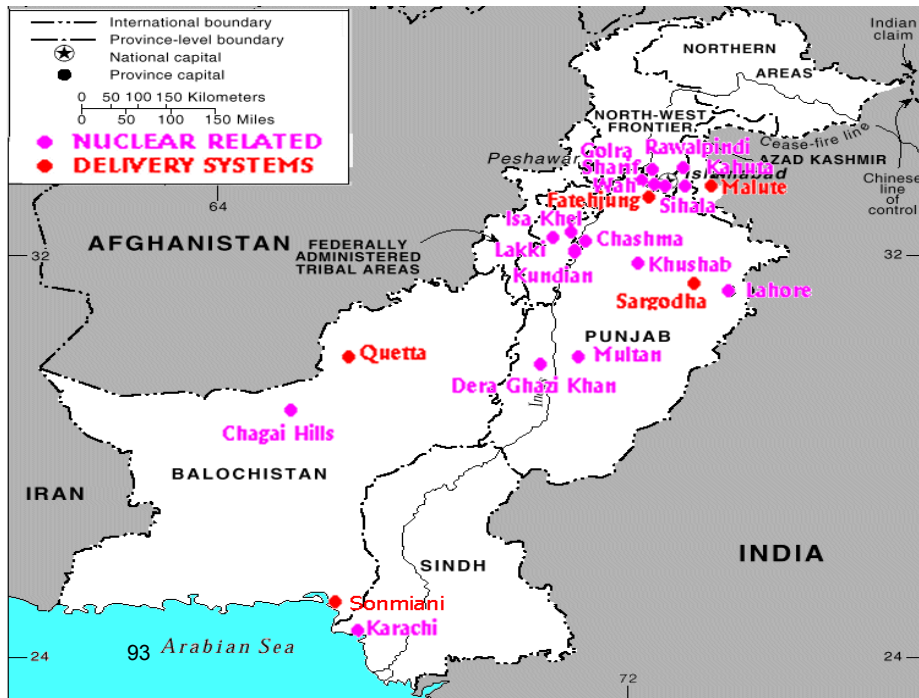 International boundary
Province-level boundary
National capital
Province capital
0 50 100 150 Kilometers
0 50 100 150 Miles
NUCLEAR RELATED
DELIVERY SYSTEMS
Indian
claim
NORTHERN
AREAS
NORTH-WEST
FRONTIER
Cease-fire line
Chinese
line of
control
Peshawar
Golra
Sharif
Rawalpindi
AZAD KASHMIR
Islamabad
Kahuta
Wah
Fatehjung
Sihala
Malute
64
AFGHANISTAN
FEDERALLY
ADMINISTERED
TRIBAL AREAS
Isa Khel
Lakki
Chashma
Kundian
32
32
Khushab
Sargodha
Lahore
PUNJAB
Quetta
Multan
Dera Ghazi Khan
Chagai Hills
BALOCHISTAN
IRAN
SINDH
INDIA
Sonmiani
Karachi
93
Arabian Sea
24
72
24